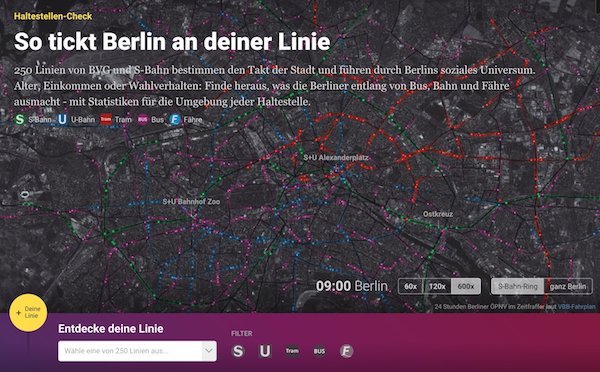 Haltestellen-Check
So tickt Berlin an deiner Linie
250 Linien von BVG und S-Bahn bestimmen den Takt der Stadt und führen durch Berlins soziales Universum.
Alter, Einkommen oder Wahlverhalten: Finde heraus, was die Berliner entlang von Bus, Bahn und Fähre
ausmacht - mit Statistiken für die Umgebung jeder Haltestelle.
S S-Bahn U U-Bahn Tram Tram BUS Bus F Fähre
S+U Alexanderplatz
S+U Bahnhof Zoo
Ostkreuz
09:00 Berlin 60x 120x 600x S-Bahn-Ring ganz Berlin
24 Stunden Berliner ÖPNV im Zeitraffer laut VBB-Fahrplan
+ Deine
Linie
Entdecke deine Linie
FILTER
Wähle eine von 250 Linien aus...
S U Tram BUS F